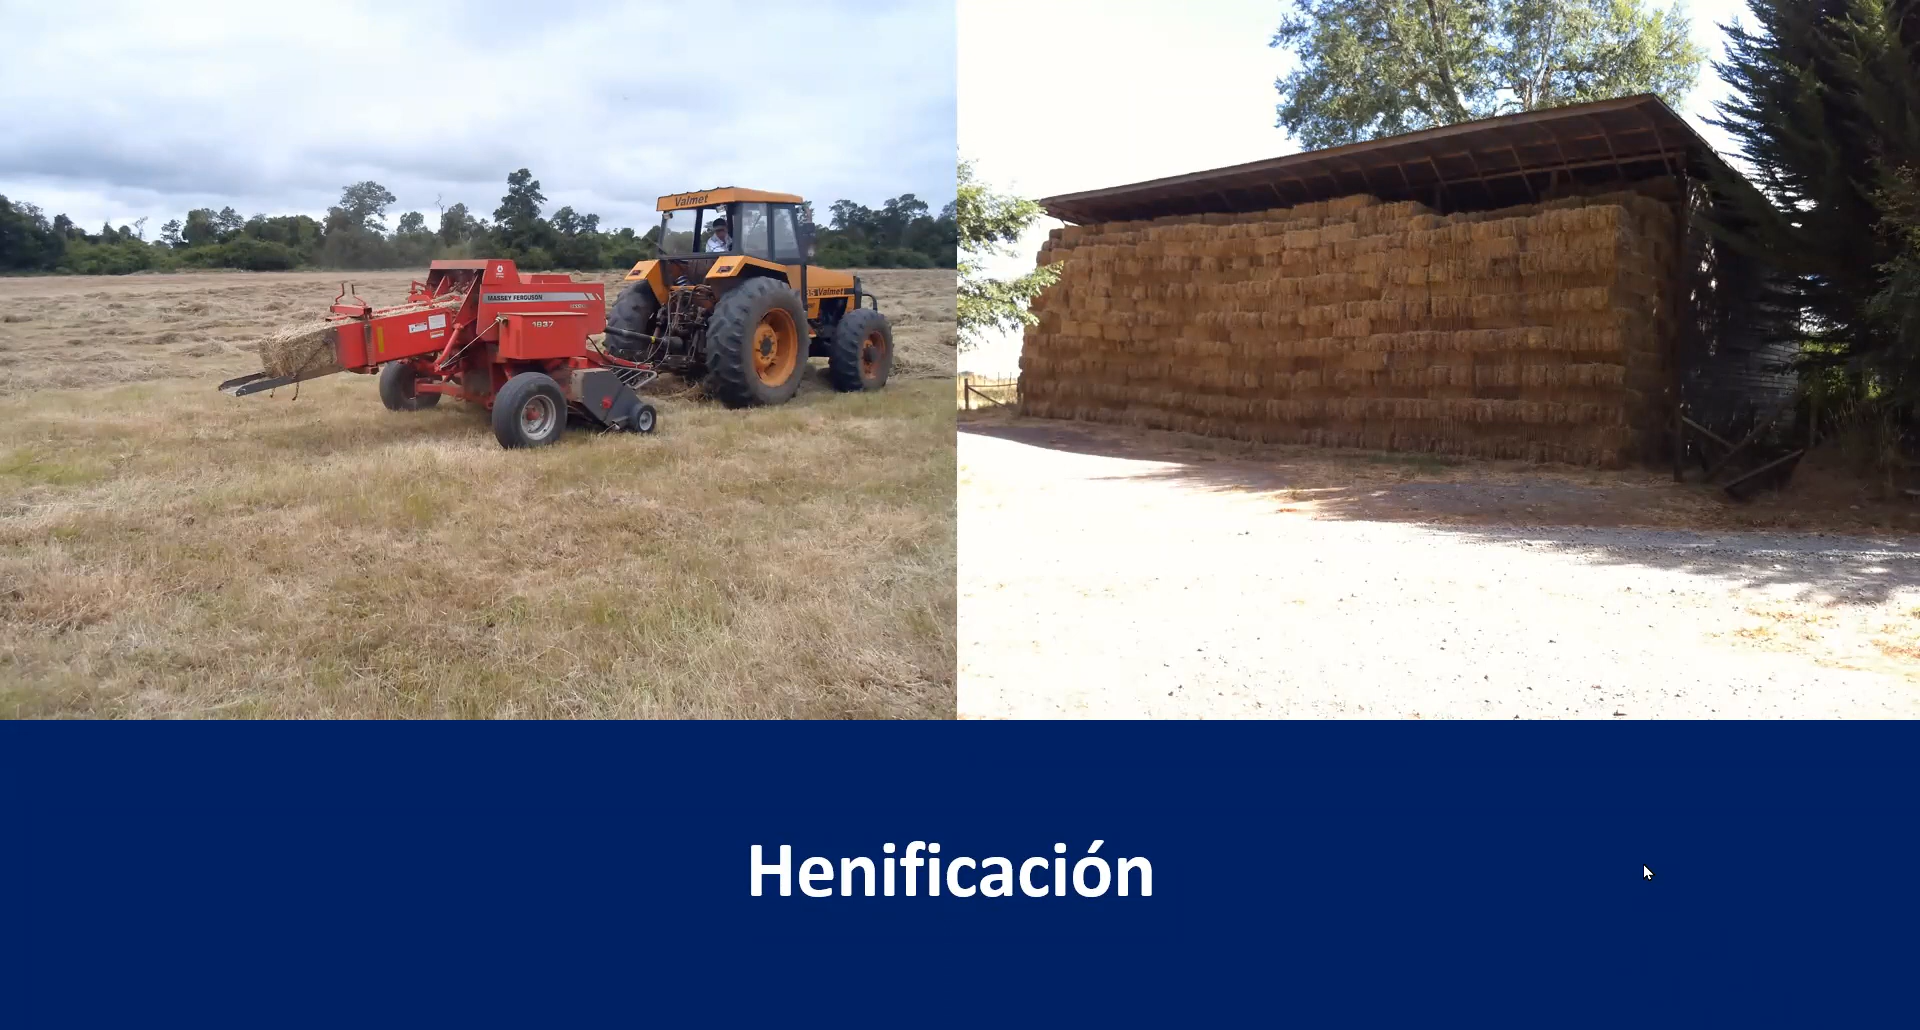 Valmet
MASSEY FERGUSON
1837
Valmet
Henificación